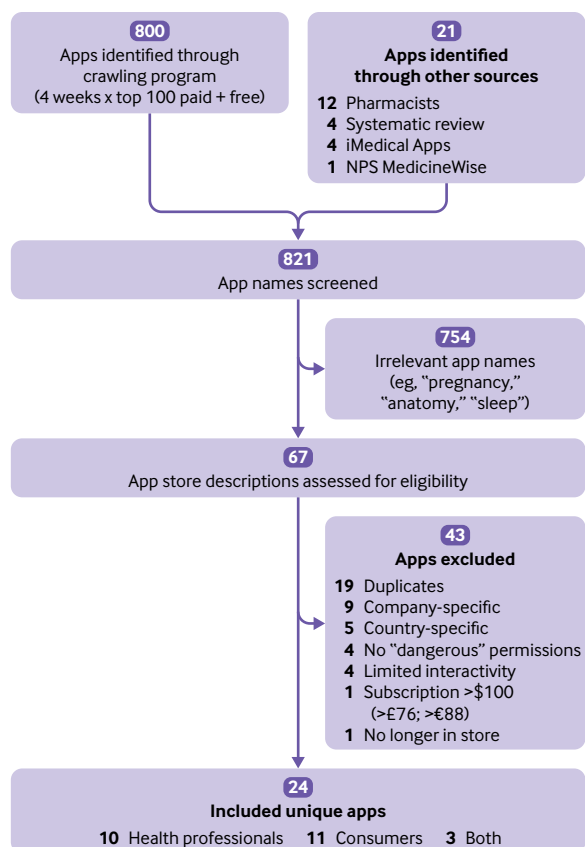 800
Apps identified through
crawling program
(4 weeks x top 100 paid + free)
21
Apps identified
through other sources
12 Pharmacists
4 Systematic review
4 iMedical Apps
1 NPS MedicineWise
821
App names screened
754
Irrelevant app names
(eg, “pregnancy,”
“anatomy,” “sleep”)
67
App store descriptions assessed for eligibility
43
Apps excluded
19 Duplicates
9 Company-specific
5 Country-specific
4 No “dangerous” permissions
4 Limited interactivity
1 Subscription >$100
(>£76; >€88)
1 No longer in store
24
Included unique apps
10 Health professionals 11 Consumers 3 Both